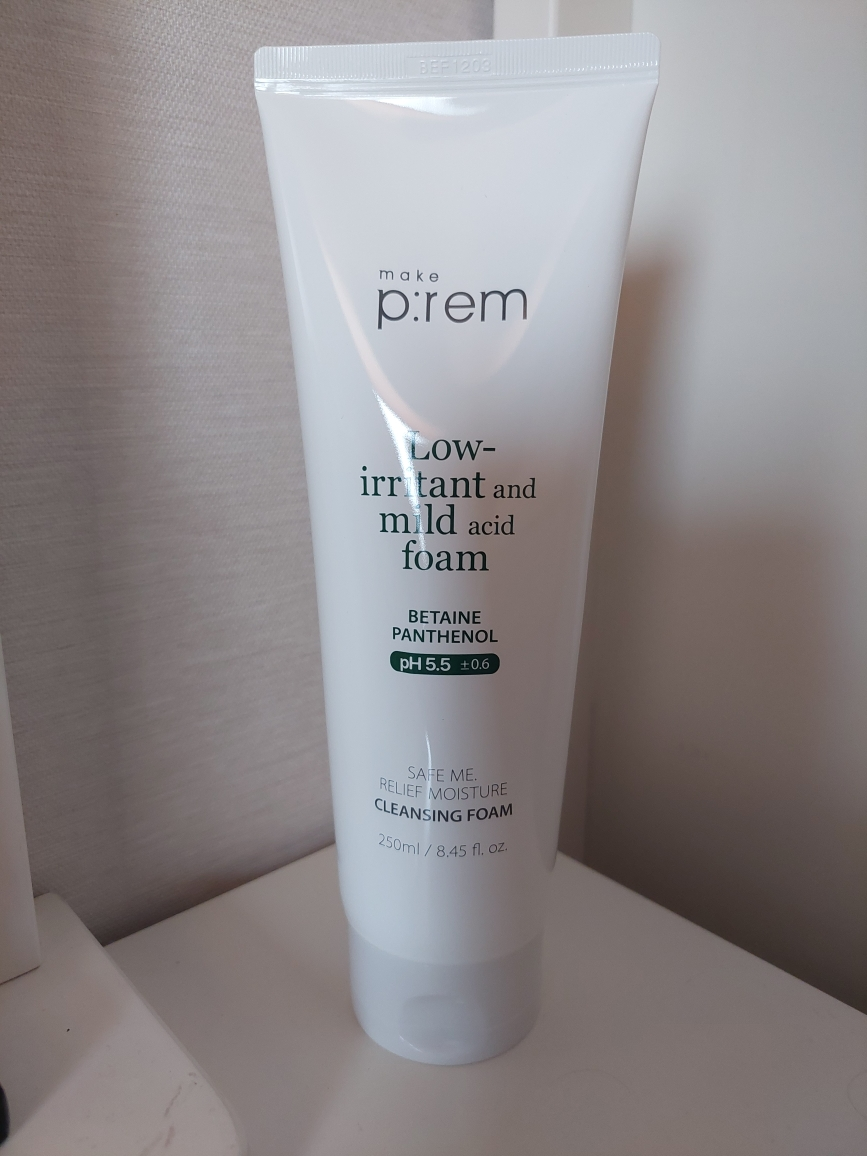 BEF1203
make
p:rem
Low-
irritant and
mild acid
foam
BETAINE
PANTHENOL
pH 5.5 ±0.6
SAFE ME.
RELIEF MOISTURE
CLEANSING FOAM
250ml / 8.45 fl. oz.